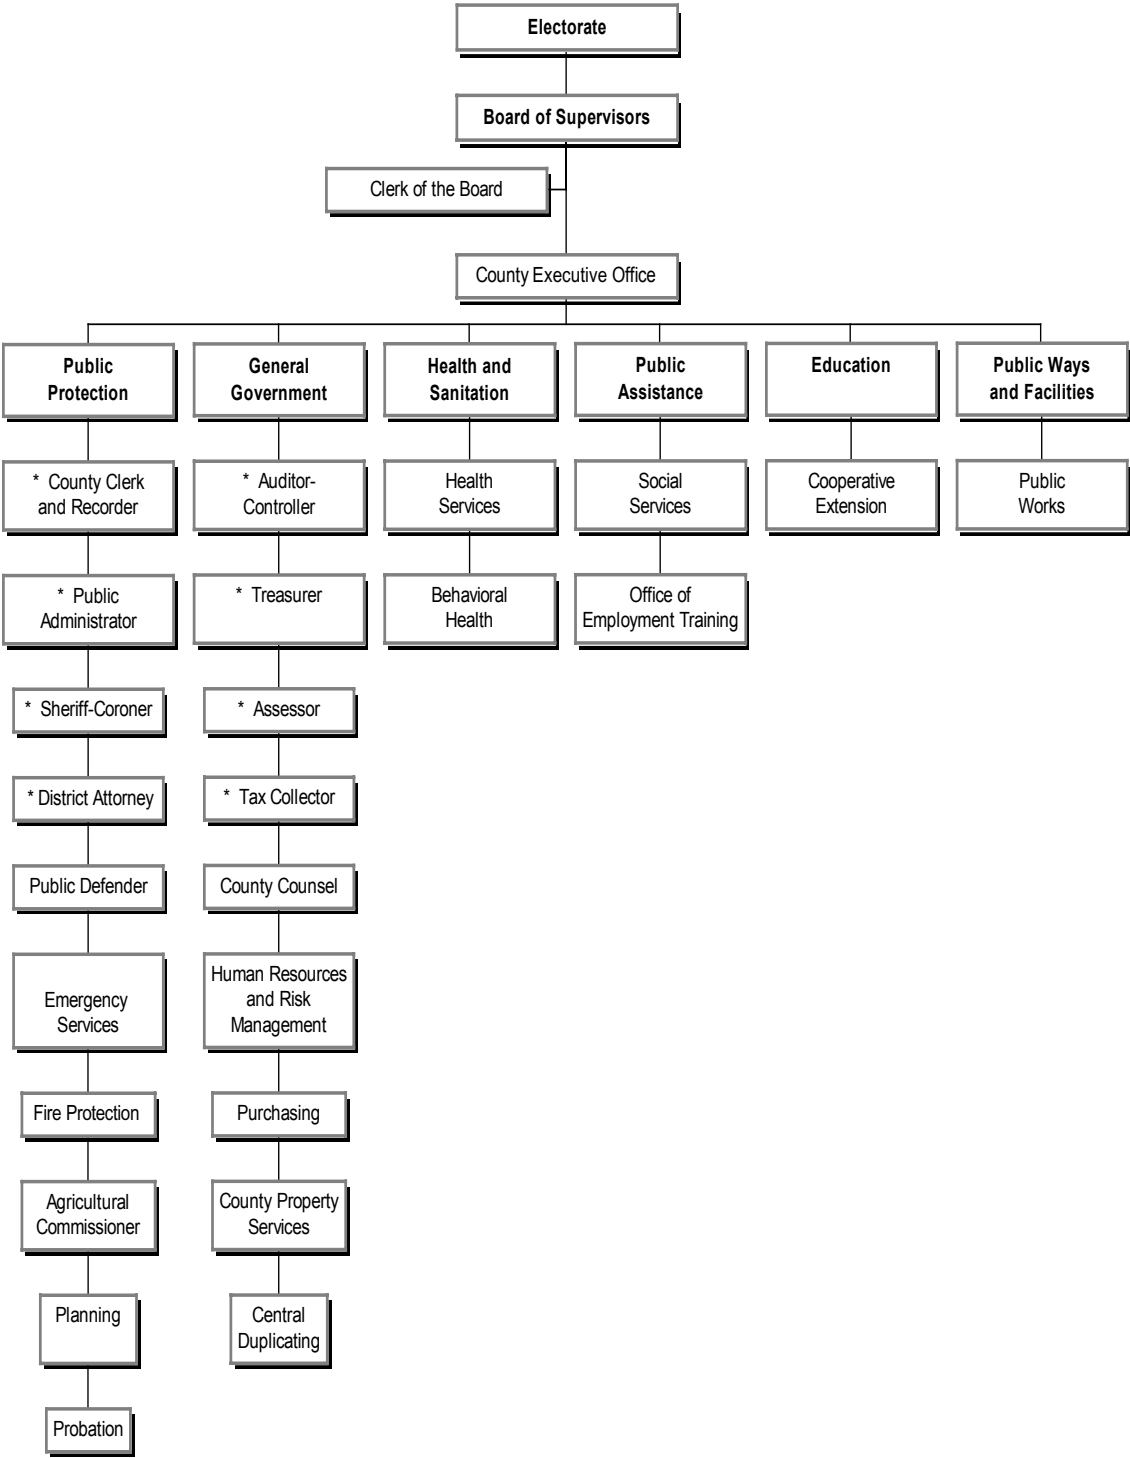 Electorate
Board of Supervisors
Clerk of the Board
County Executive Office
Public
Protection
General
Government
Health and
Sanitation
Public
Assistance
Education
Public Ways
and Facilities
* County Clerk
and Recorder
* Auditor-
Controller
Health
Services
Social
Services
Cooperative
Extension
Public
Works
* Public
Administrator
* Treasurer
Behavioral
Health
Office of
Employment Training
* Sheriff-Coroner
* Assessor
* District Attorney
* Tax Collector
Public Defender
County Counsel
Emergency
Services
Human Resources
and Risk
Management
Fire Protection
Purchasing
Agricultural
Commissioner
County Property
Services
Planning
Central
Duplicating
Probation